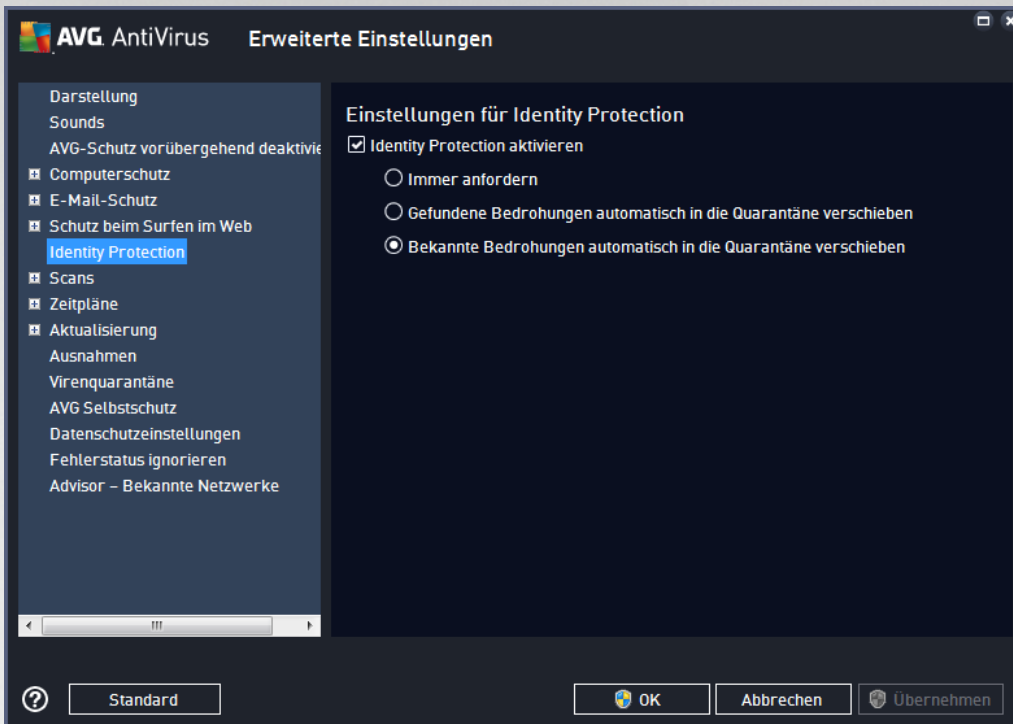 AVG AntiVirus Erweiterte Einstellungen
Darstellung
Sounds
AVG-Schutz vorübergehend deaktivie
Computerschutz
E-Mail-Schutz
Schutz beim Surfen im Web
Identity Protection
Scans
Zeitpläne
Aktualisierung
Ausnahmen
Virenquarantäne
AVG Selbstschutz
Datenschutzeinstellungen
Fehlerstatus ignorieren
Advisor – Bekannte Netzwerke
Einstellungen für Identity Protection
Identity Protection aktivieren
Immer anfordern
Gefundene Bedrohungen automatisch in die Quarantäne verschieben
Bekannte Bedrohungen automatisch in die Quarantäne verschieben
? Standard OK Abbrechen Übernehmen